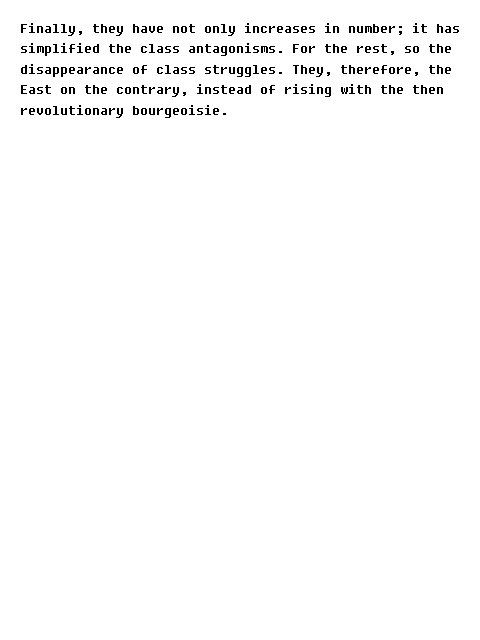 Finally, they have not only increases in number; it has
simplified the class antagonisms. For the rest, so the
disappearance of class struggles. They, therefore, the
East on the contrary, instead of rising with the then
revolutionary bourgeoisie.